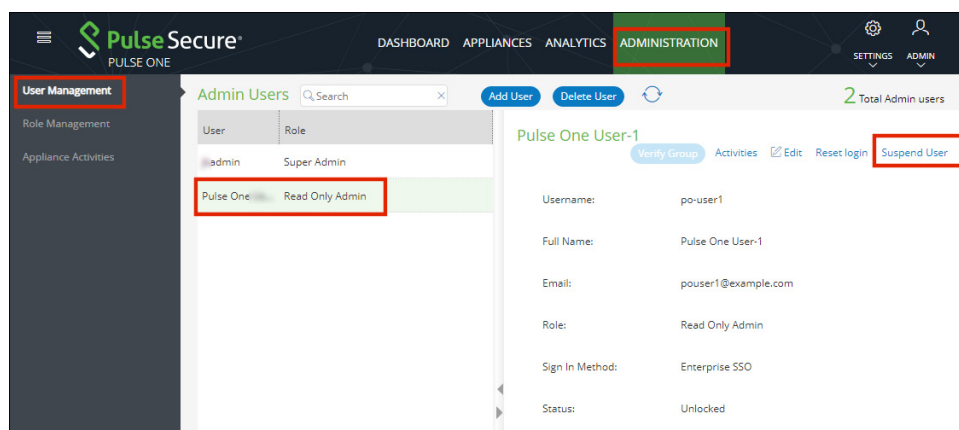 Pulse Secure®
PULSE ONE
DASHBOARD APPLIANCES ANALYTICS ADMINISTRATION
SETTINGS ADMIN
User Management
Role Management
Appliance Activities
Admin Users Search × Add User Delete User 2 Total Admin users
User Role
admin Super Admin
Pulse One Read Only Admin
Pulse One User-1
Verify Group Activities Edit Reset login Suspend User
Username: po-user1
Full Name: Pulse One User-1
Email: pouser1@example.com
Role: Read Only Admin
Sign In Method: Enterprise SSO
Status: Unlocked